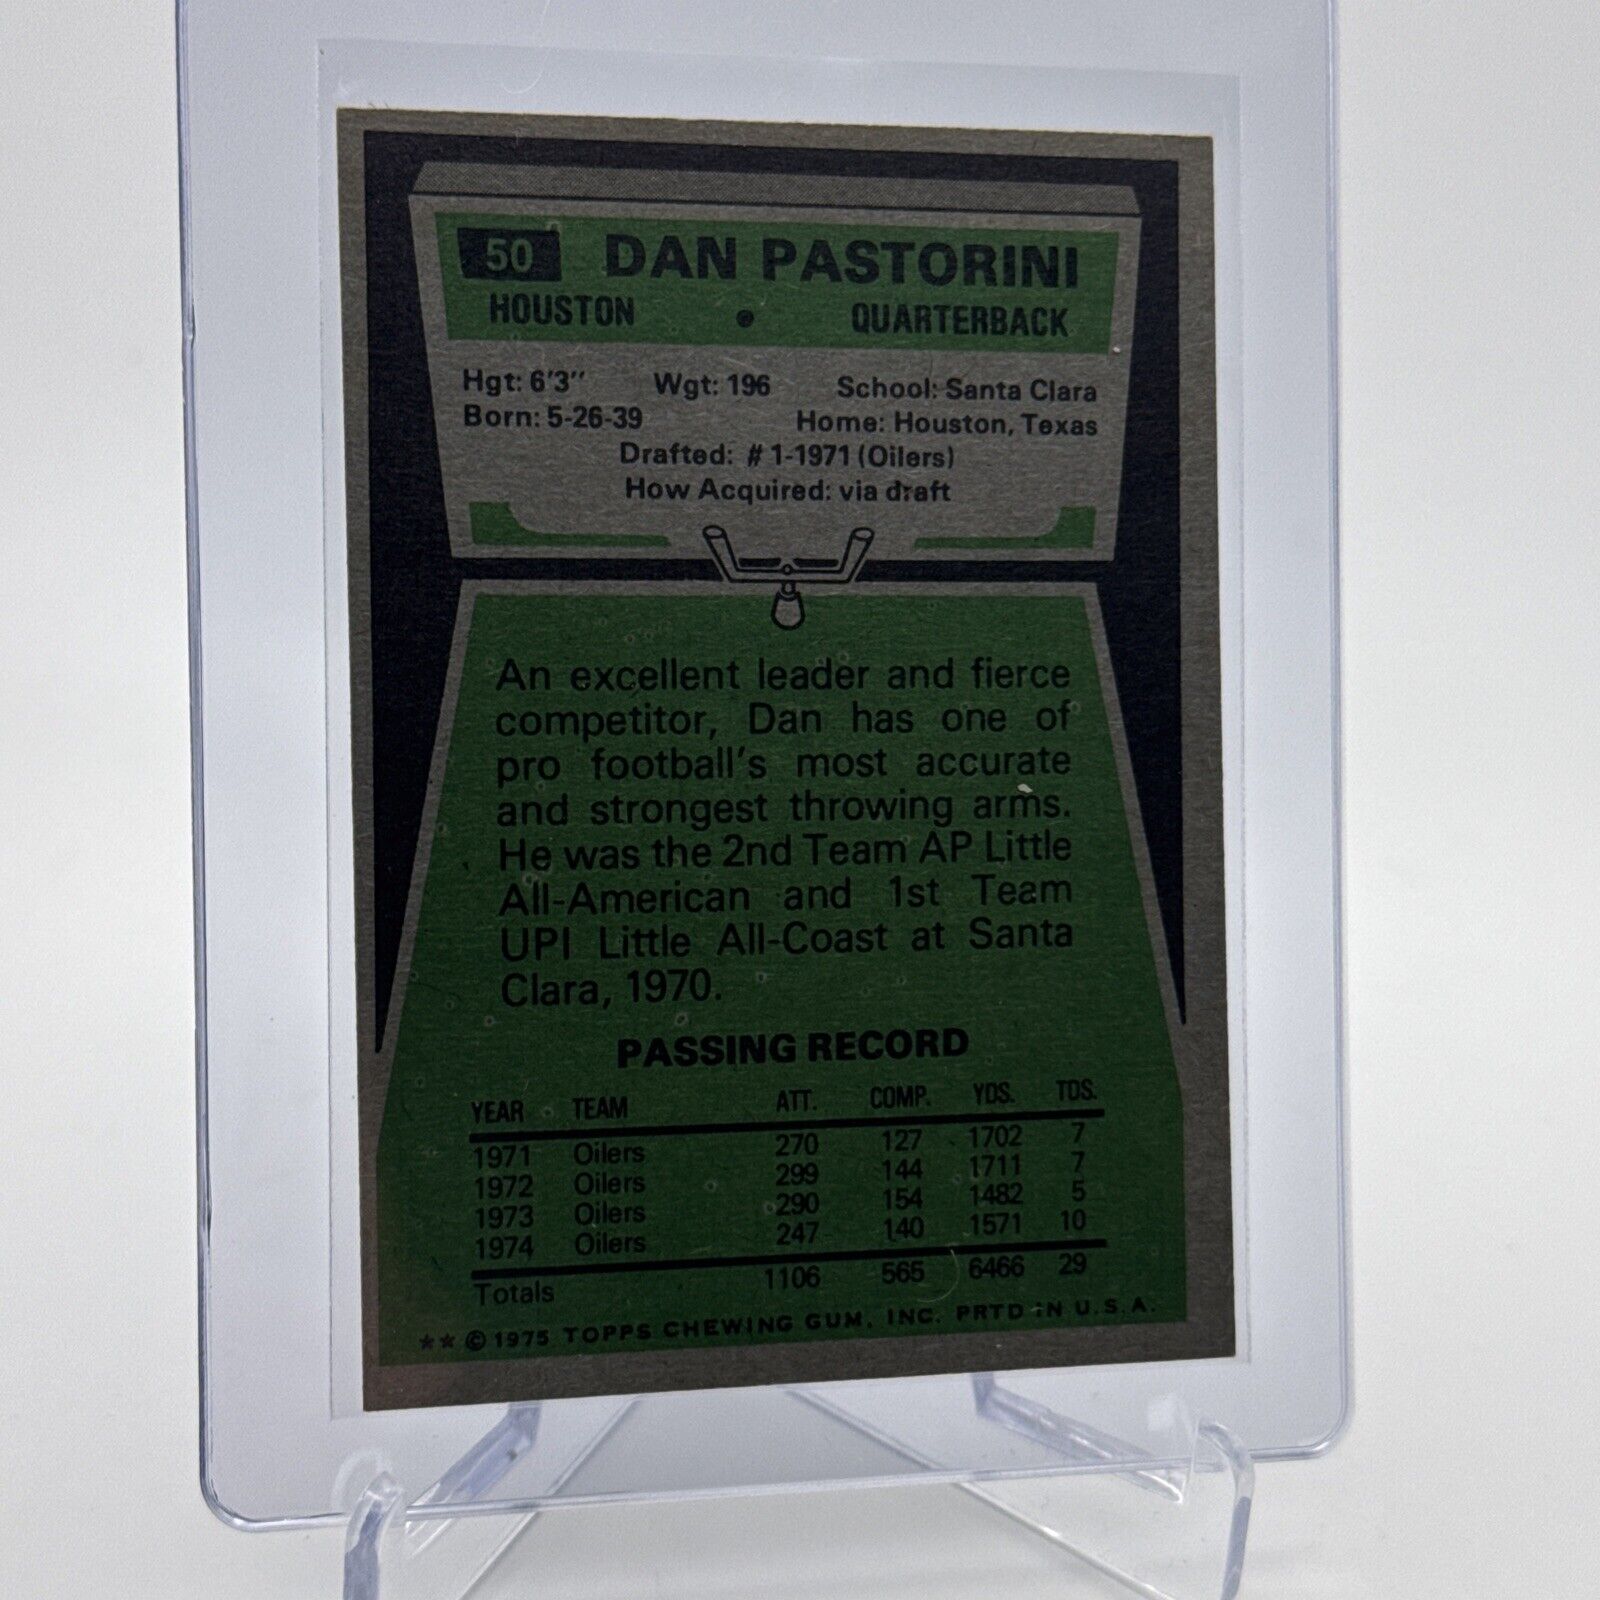 50 DAN PASTORINI
HOUSTON • QUARTERBACK
Hgt: 6'3" Wgt: 196 School: Santa Clara
Born: 5-26-39 Home: Houston, Texas
Drafted: # 1-1971 (Oilers)
How Acquired: via draft
An excellent leader and fierce
competitor, Dan has one of
pro football's most accurate
and strongest throwing arms.
He was the 2nd Team AP Little
All-American and 1st Team
UPI Little All-Coast at Santa
Clara, 1970.
PASSING RECORD
YEAR TEAM ATT. COMP. YDS. TDS.
1971 Oilers 270 127 1702 7
1972 Oilers 299 144 1711 7
1973 Oilers 290 154 1482 5
1974 Oilers 247 140 1571 10
Totals 1106 565 6466 29
** © 1975 TOPPS CHEWING GUM, INC. PRTD IN U.S.A.